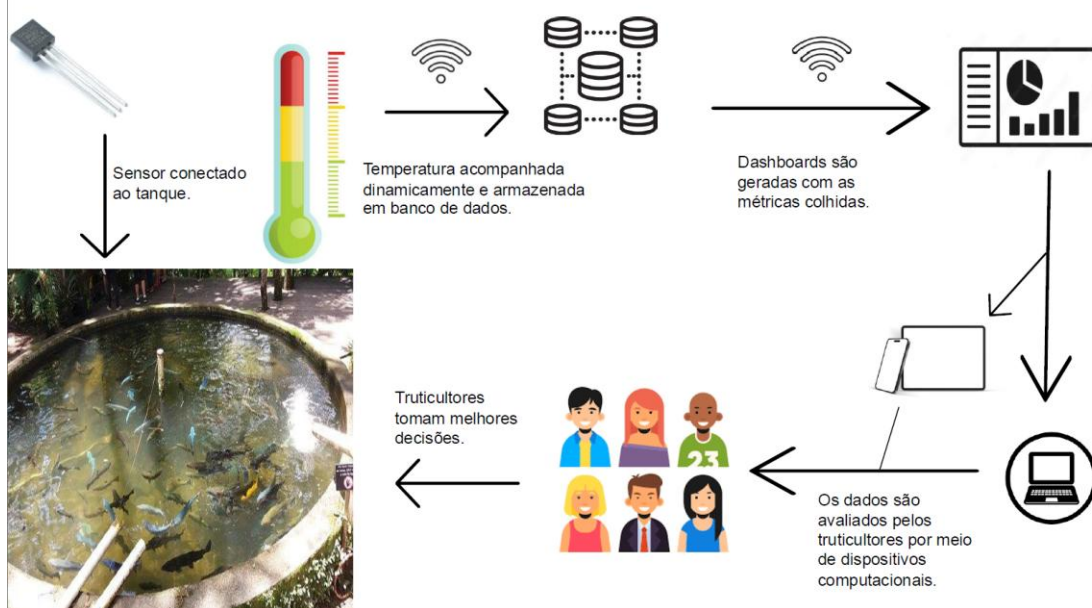 Sensor conectado
ao tanque.
Temperatura acompanhada
dinamicamente e armazenada
em banco de dados.
Dashboards são
geradas com as
métricas colhidas.
Truticultores
tomam melhores
decisões.
23
Os dados são
avaliados pelos
truticultores por meio
de dispositivos
computacionais.